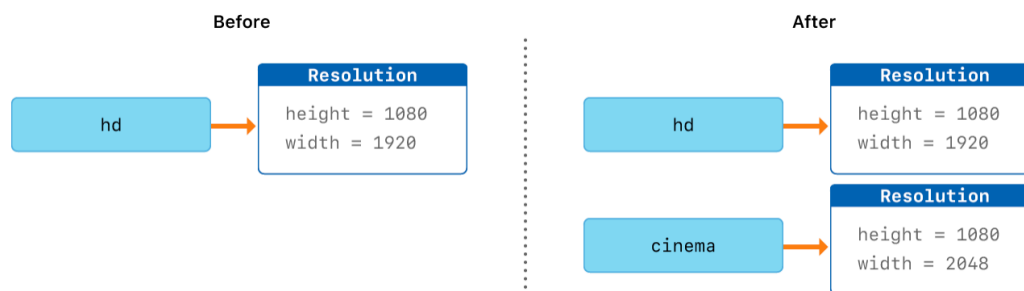 Before
Resolution
hd
height = 1080
width = 1920
After
Resolution
hd
height = 1080
width = 1920
Resolution
cinema
height = 1080
width = 2048